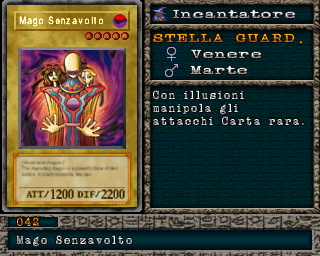 Mago Senzavolto
ATT/1200 DIF/2200
Incantatore
STELLA GUARD.
♀ Venere
♂ Marte
Con illusioni
manipola gli
attacchi Carta rara.
042
Mago Senzavolto